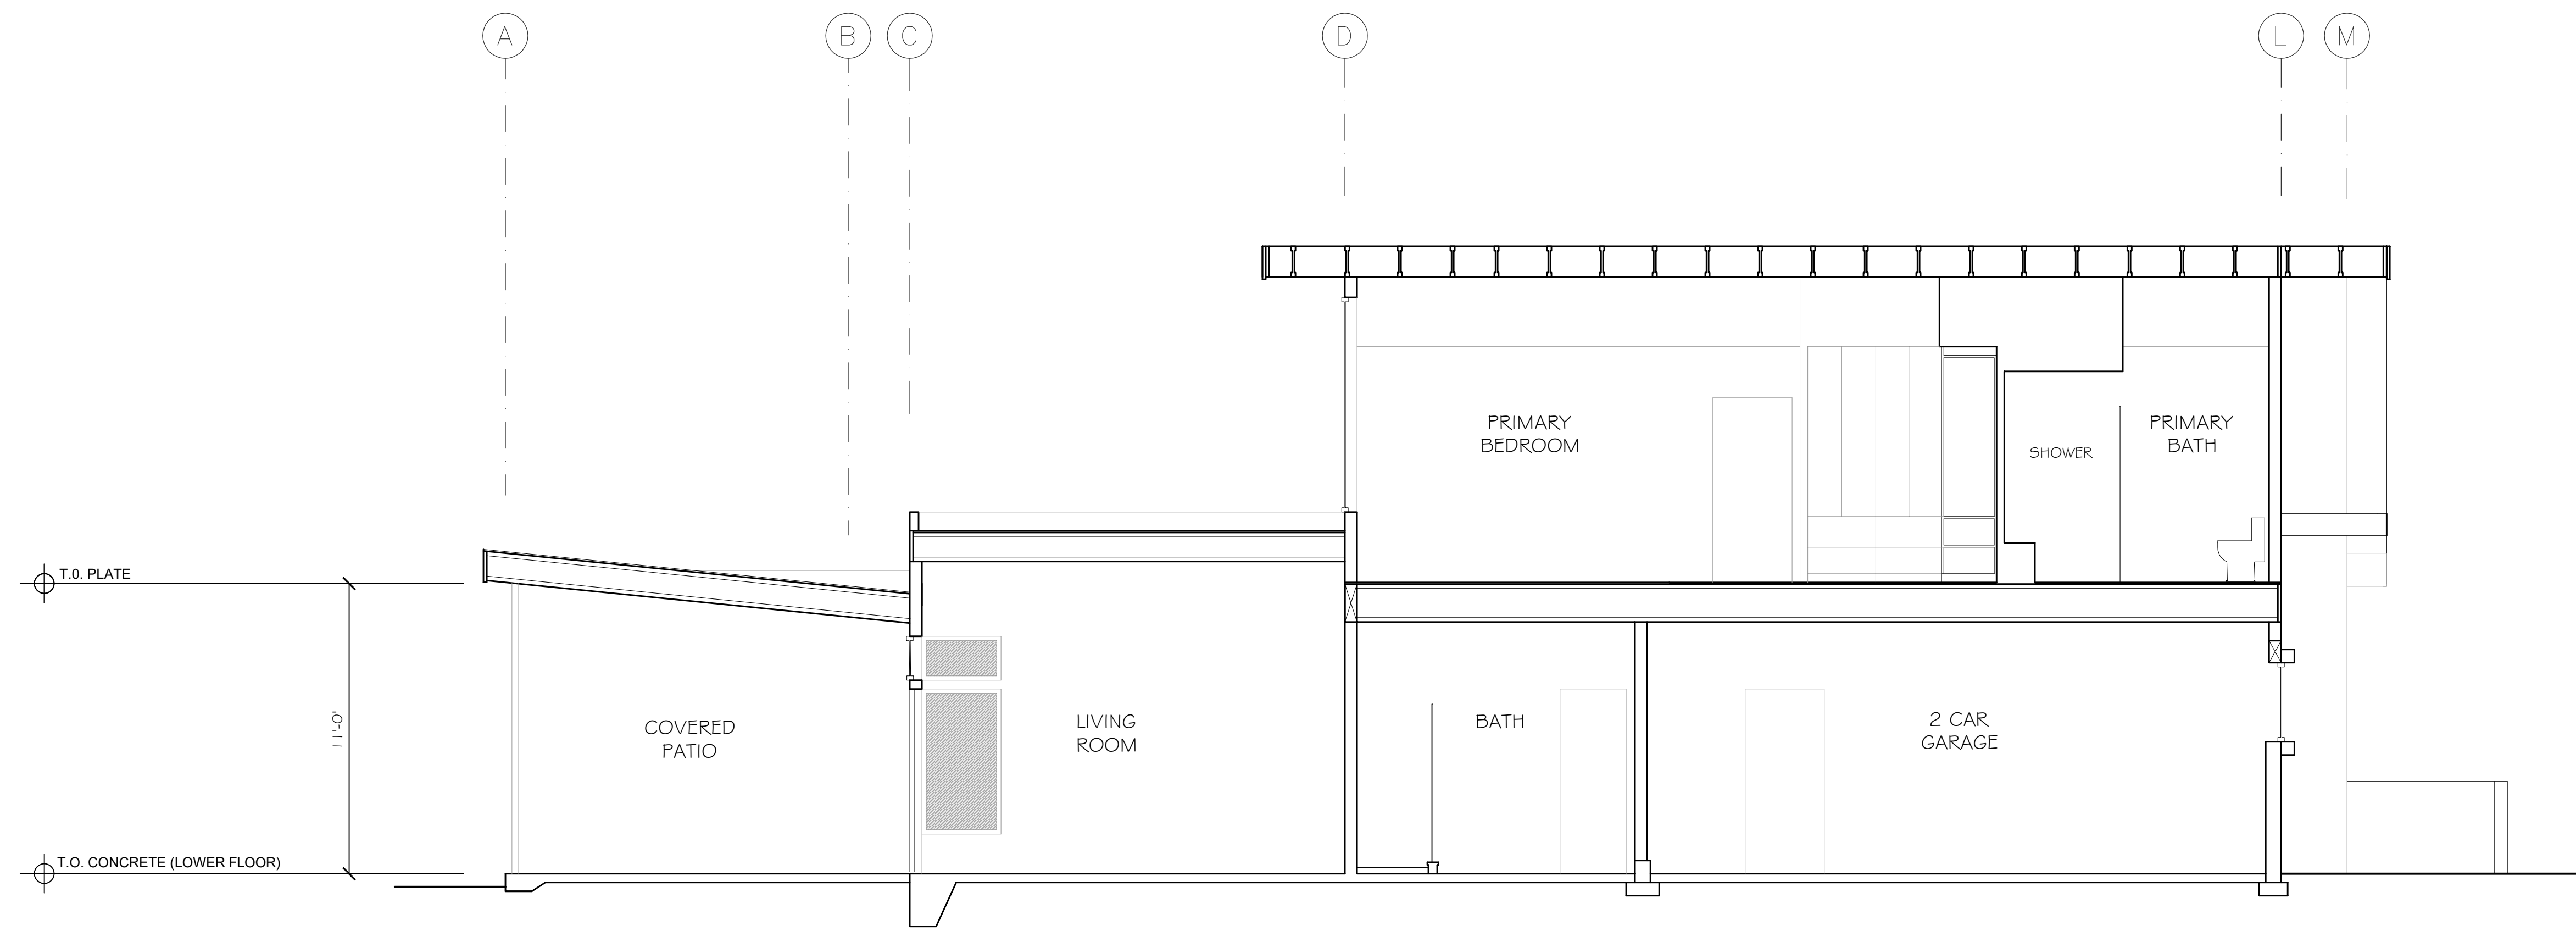 A
B
C
D
L
M
PRIMARY
BEDROOM
SHOWER
PRIMARY
BATH
T.0. PLATE
11'-0"
COVERED
PATIO
LIVING
ROOM
BATH
2 CAR
GARAGE
T.O. CONCRETE (LOWER FLOOR)